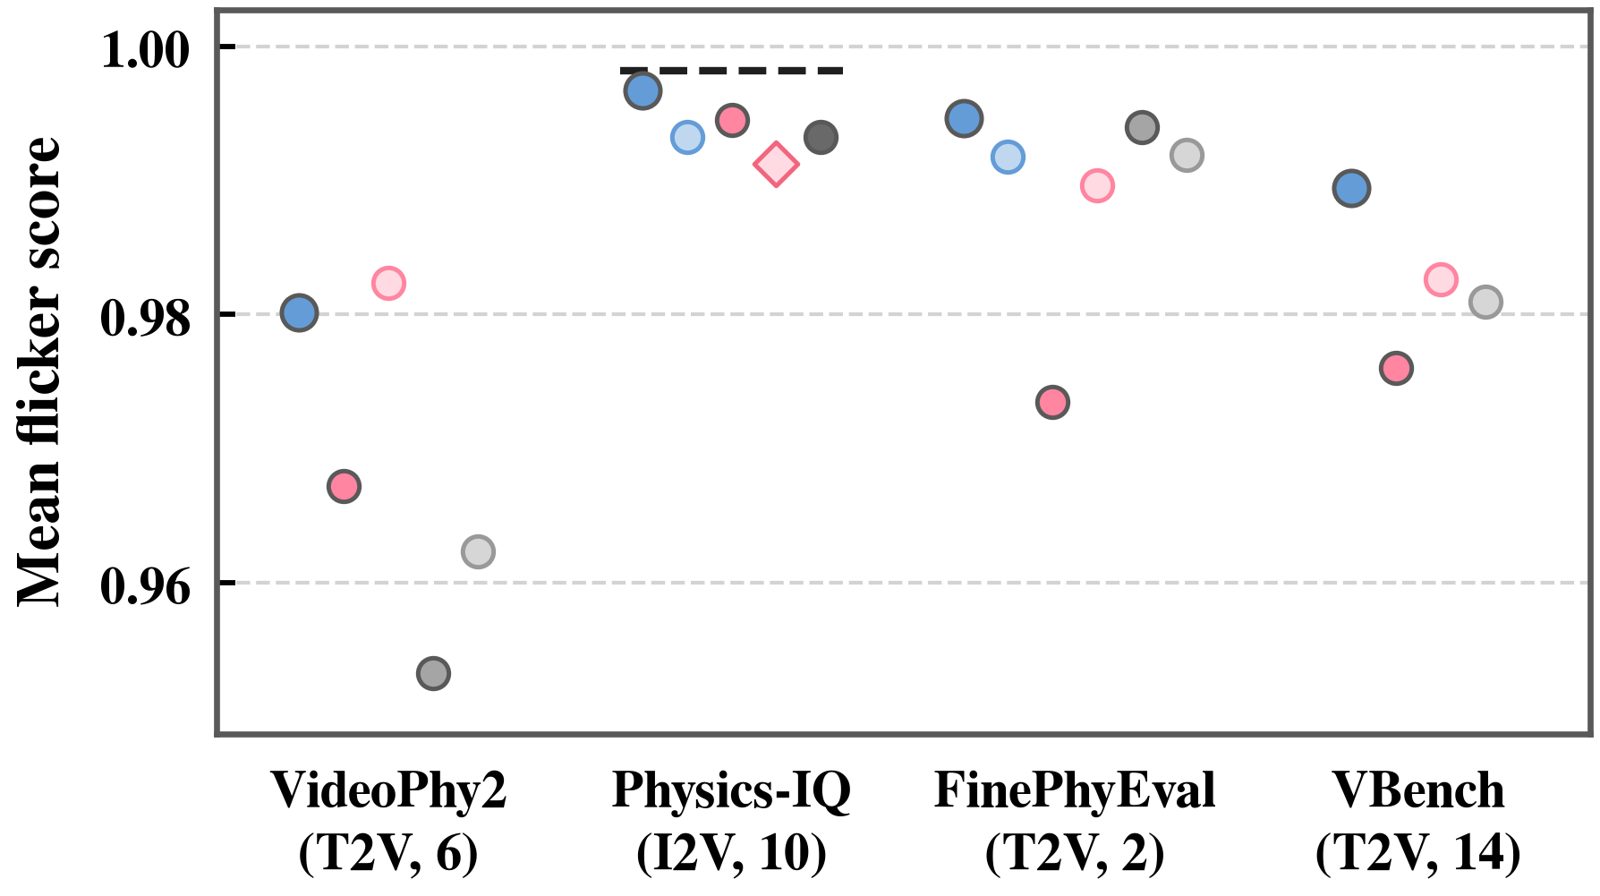 Mean flicker score
1.00
0.98
0.96
VideoPhy2
(T2V, 6)
Physics-IQ
(I2V, 10)
FinePhyEval
(T2V, 2)
VBench
(T2V, 14)